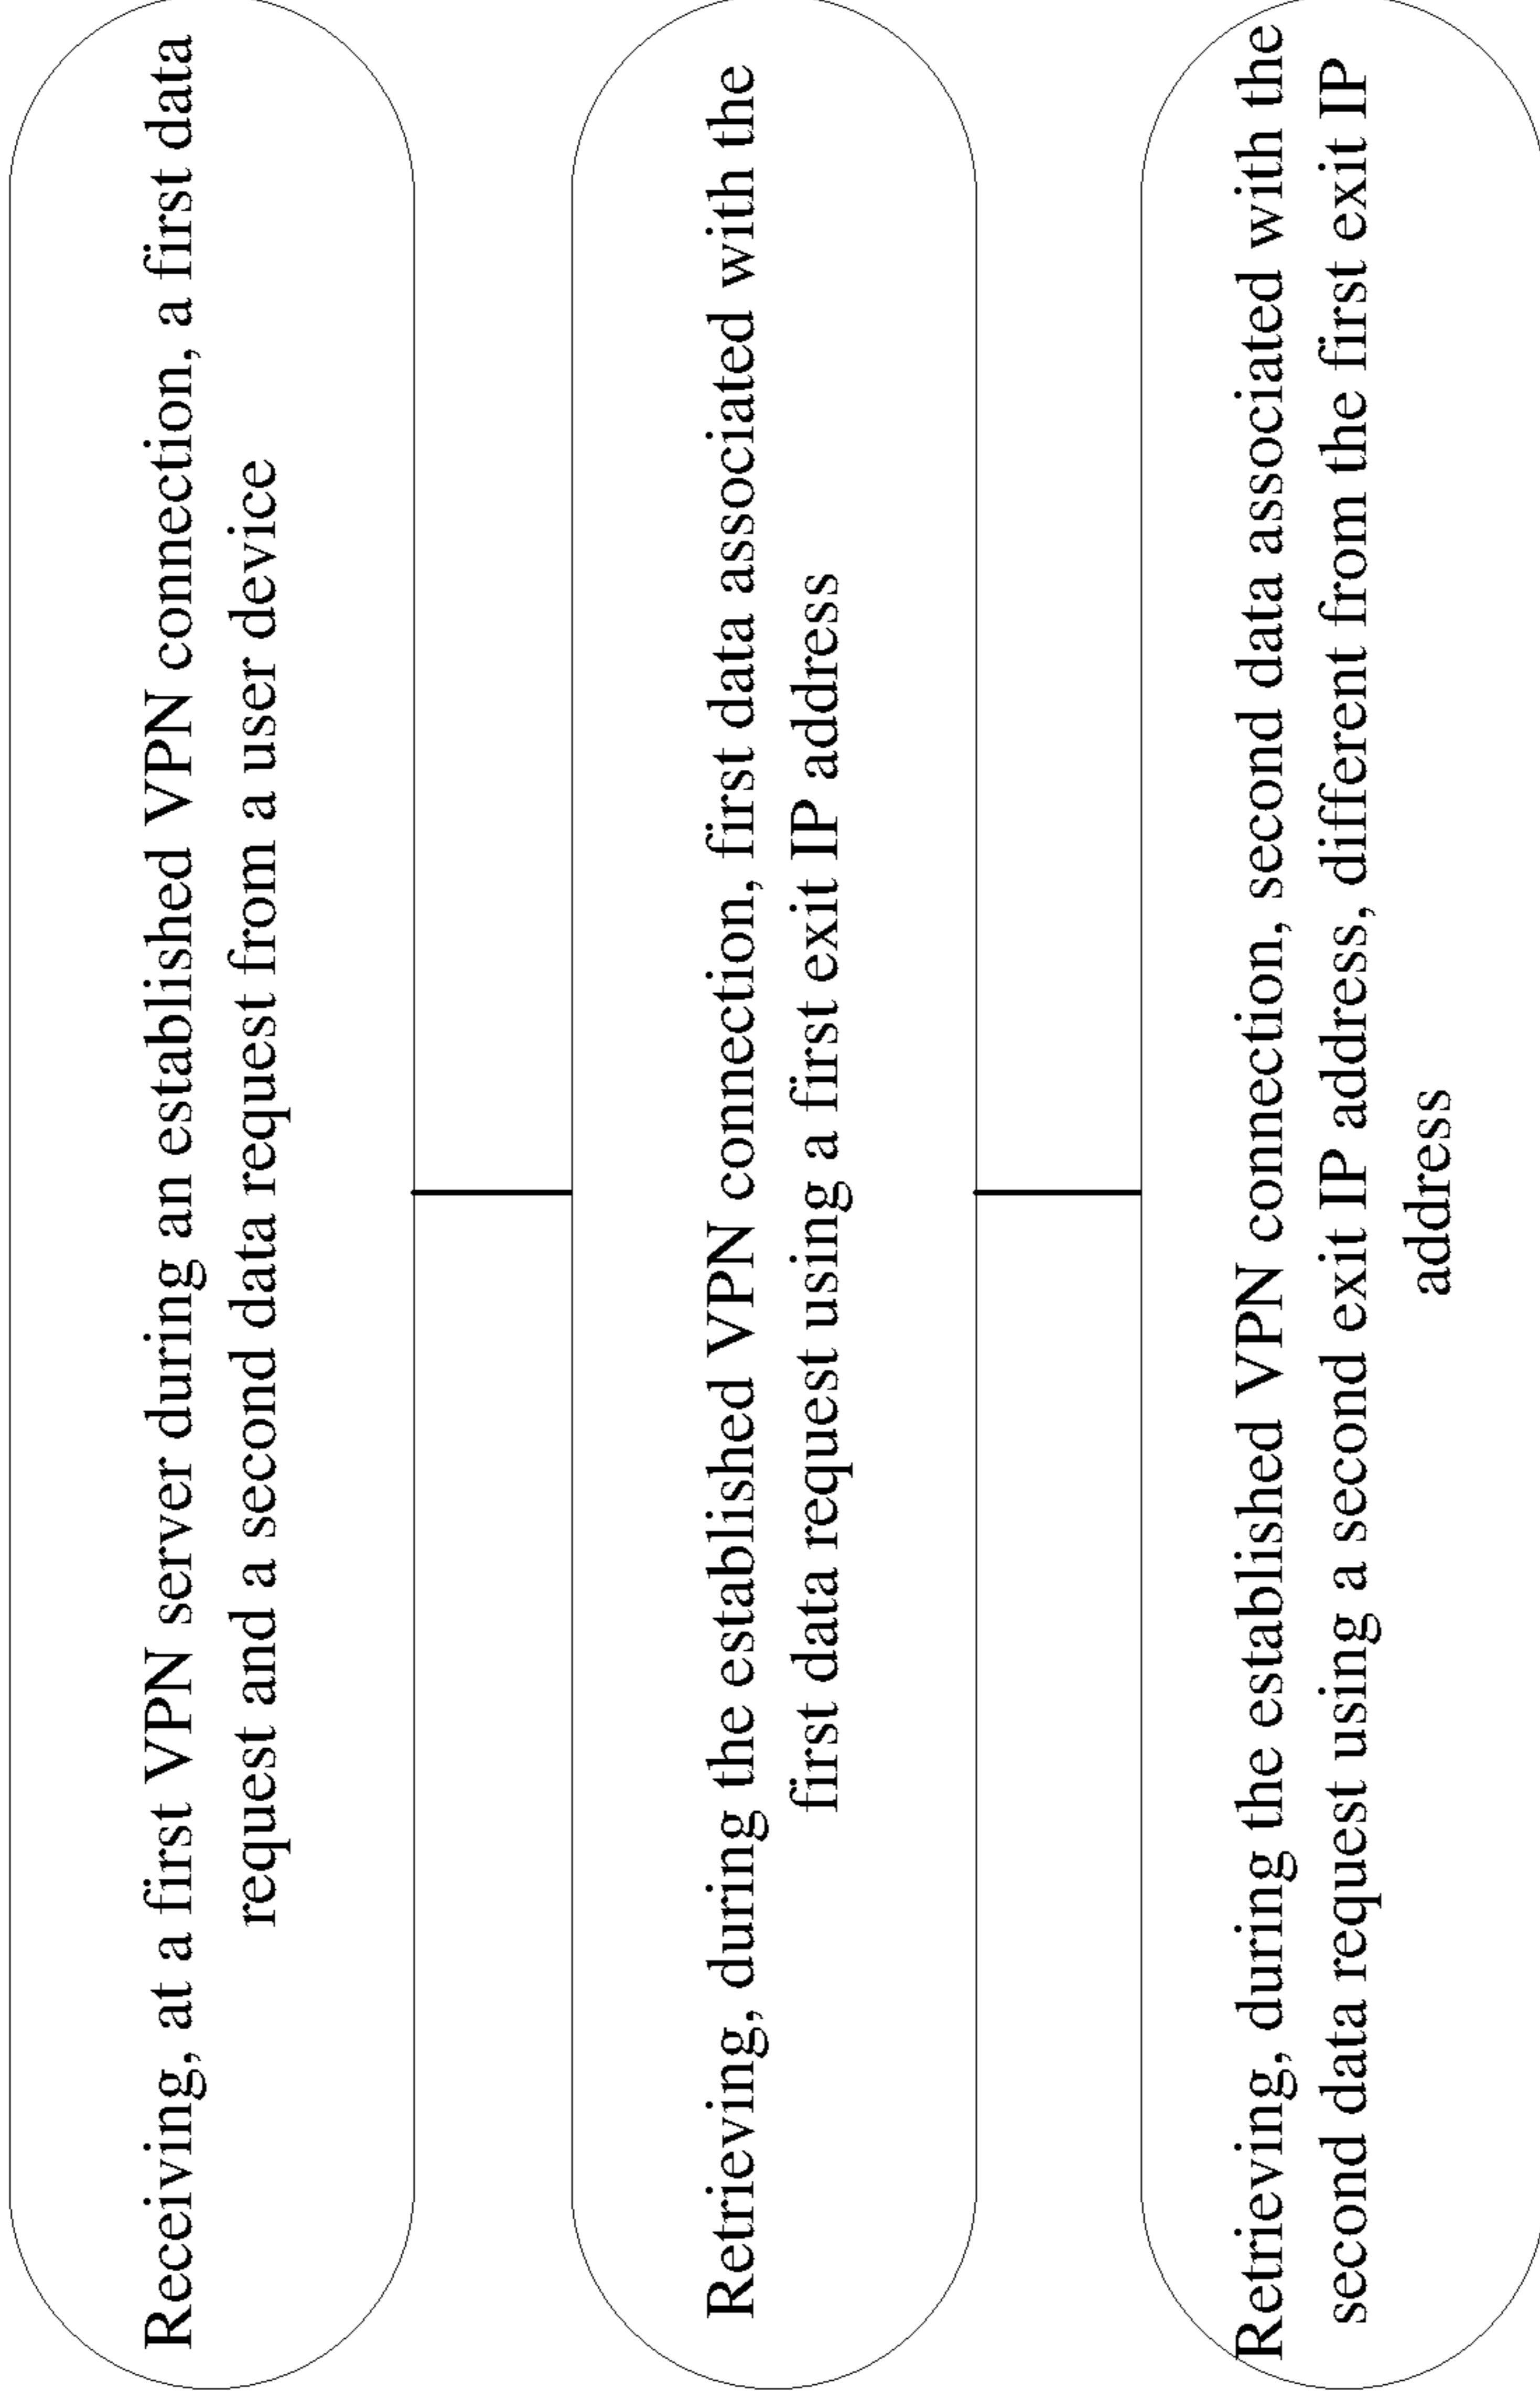 Receiving, at a first VPN server during an established VPN connection, a first data
request and a second data request from a user device
Retrieving, during the established VPN connection, first data associated with the
first data request using a first exit IP address
Retrieving, during the established VPN connection, second data associated with the
second data request using a second exit IP address, different from the first exit IP
address